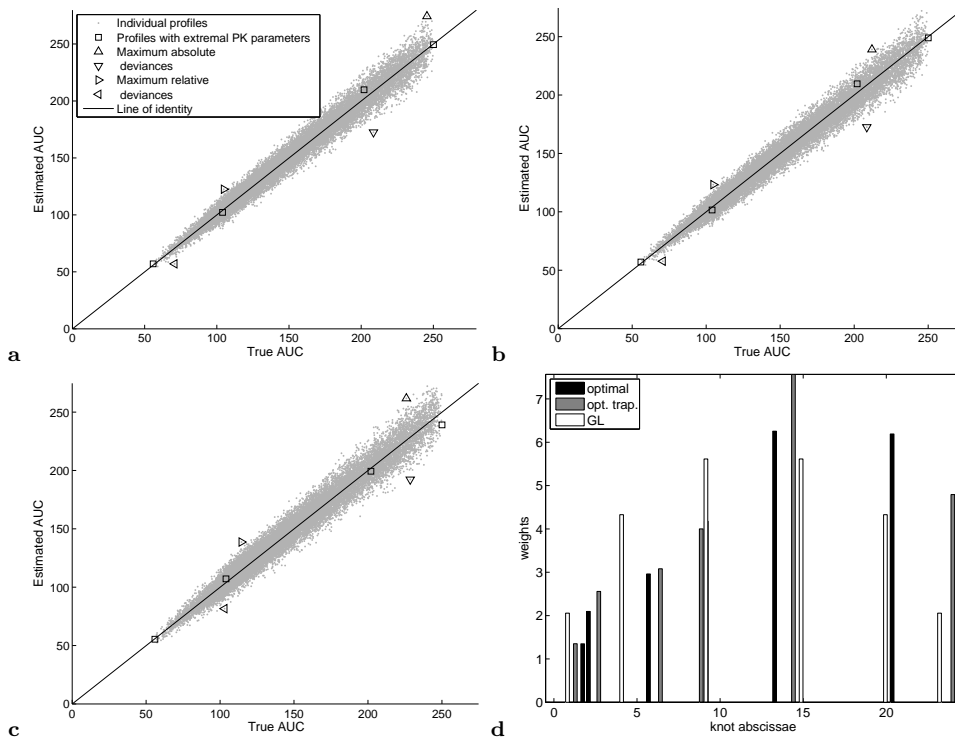 Individual profiles
Profiles with extremal PK parameters
Maximum absolute
deviances
Maximum relative
deviances
Line of identity
Estimated AUC
250
200
150
100
50
0
0 50 100 150 200 250
True AUC
a
Estimated AUC
250
200
150
100
50
0
0 50 100 150 200 250
True AUC
b
Estimated AUC
250
200
150
100
50
0
0 50 100 150 200 250
True AUC
c
optimal
opt. trap.
GL
weights
7
6
5
4
3
2
1
0
0 5 10 15 20
knot abscissae
d